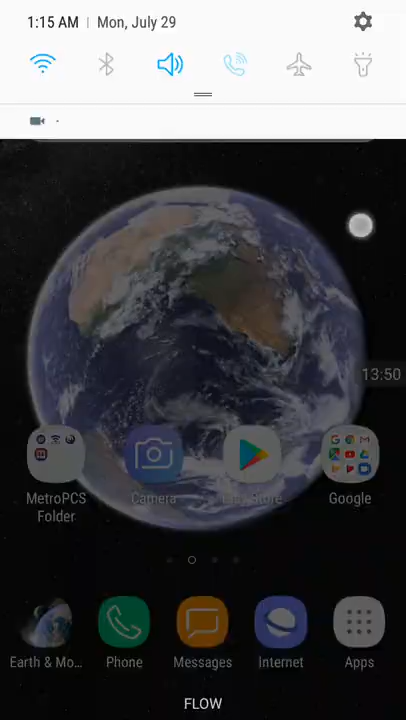 1:15 AM | Mon, July 29
13:50
MetroPCS
Folder
Camera
Play Store
Google
Earth & Mo...
Phone
Messages
Internet
Apps
FLOW